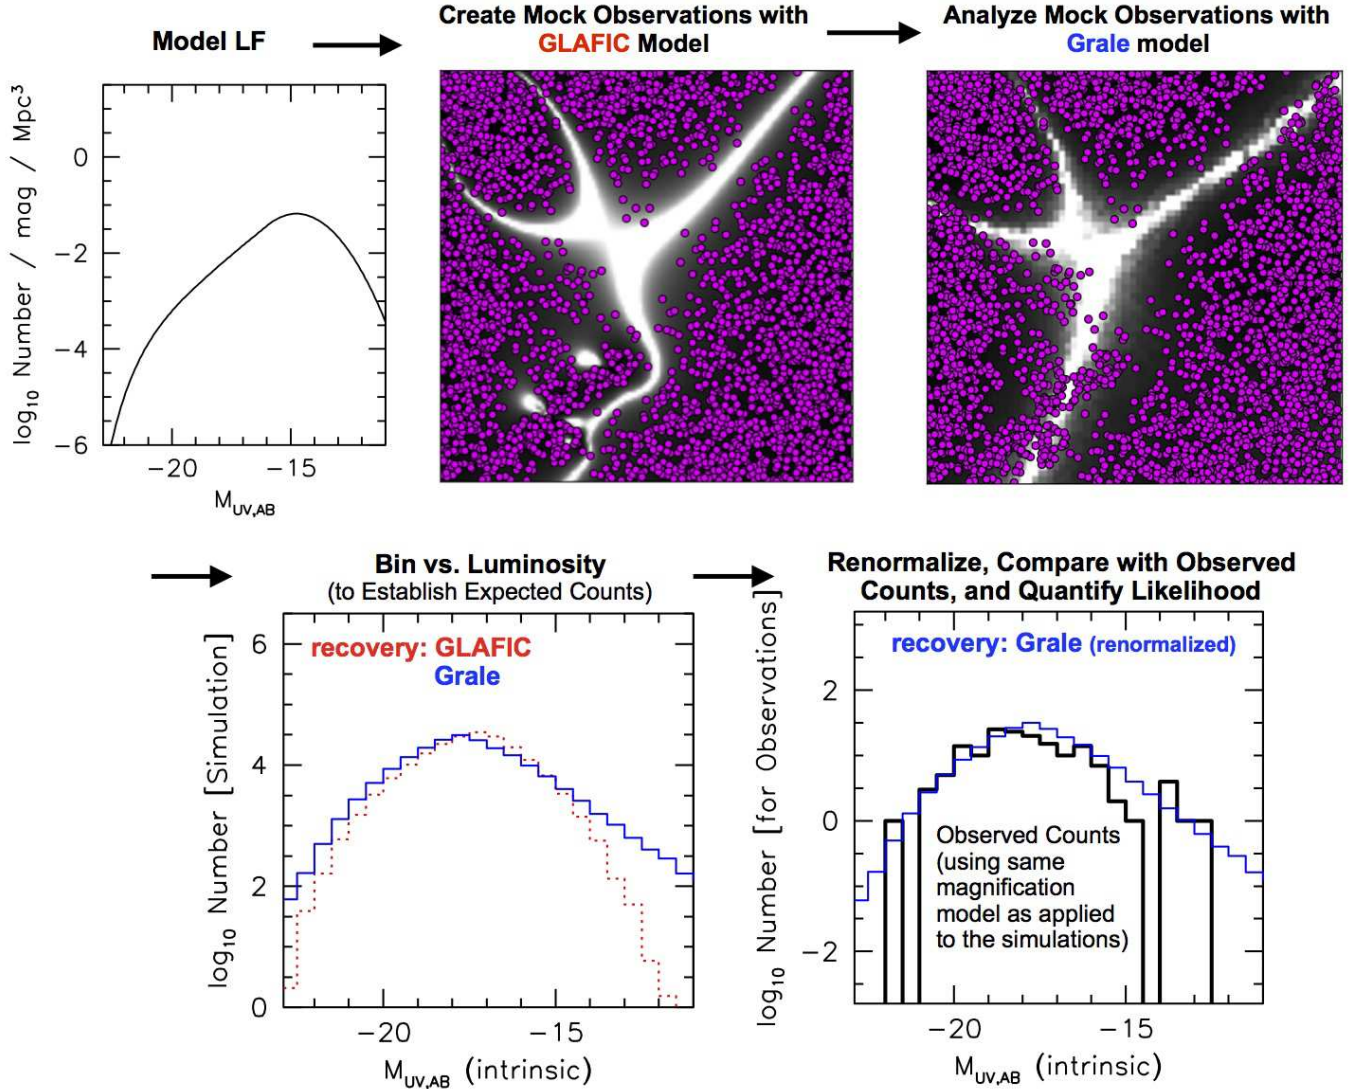 Model LF
Create Mock Observations with
GLAFIC Model
Analyze Mock Observations with
Grale model
log10 Number / mag / Mpc3
0
−2
−4
−6
−20
−15
MUV,AB
Bin vs. Luminosity
(to Establish Expected Counts)
log10 Number [Simulation]
recovery: GLAFIC
Grale
6
4
2
0
−20
−15
MUV,AB (intrinsic)
Renormalize, Compare with Observed
Counts, and Quantify Likelihood
log10 Number [for Observations]
recovery: Grale (renormalized)
2
0
−2
Observed Counts
(using same
magnification
model as applied
to the simulations)
−20
−15
MUV,AB (intrinsic)